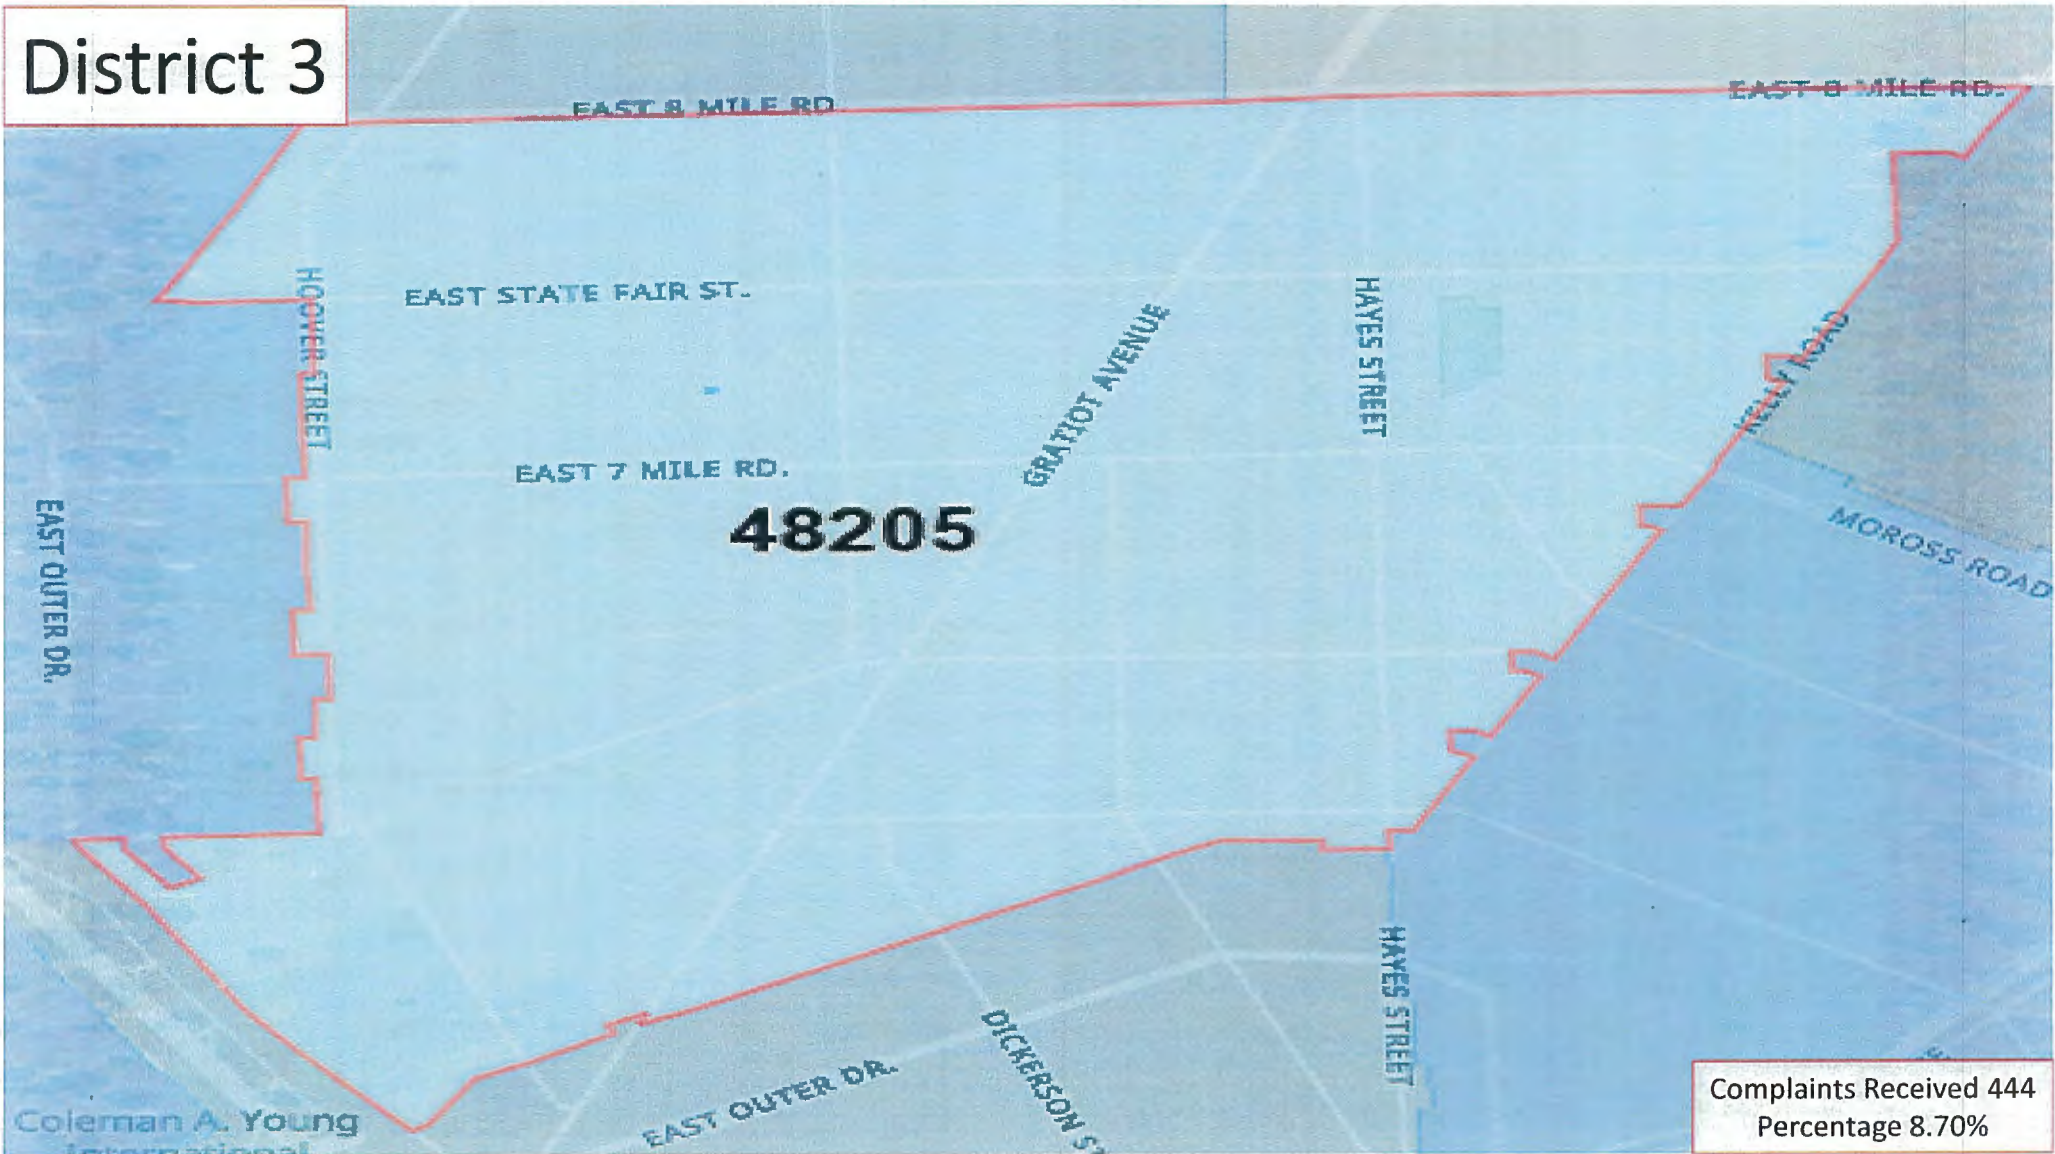 District 3
EAST 8 MILE RD
EAST 8 MILE RD.
HOOVER STREET
EAST STATE FAIR ST.
GRATIOT AVENUE
HAYES STREET
KELLY ROAD
EAST 7 MILE RD.
48205
EAST OUTER DR.
MOROSS ROAD
HAYES STREET
DICKERSON ST
EAST OUTER DR.
Coleman A. Young
International
Complaints Received 444
Percentage 8.70%